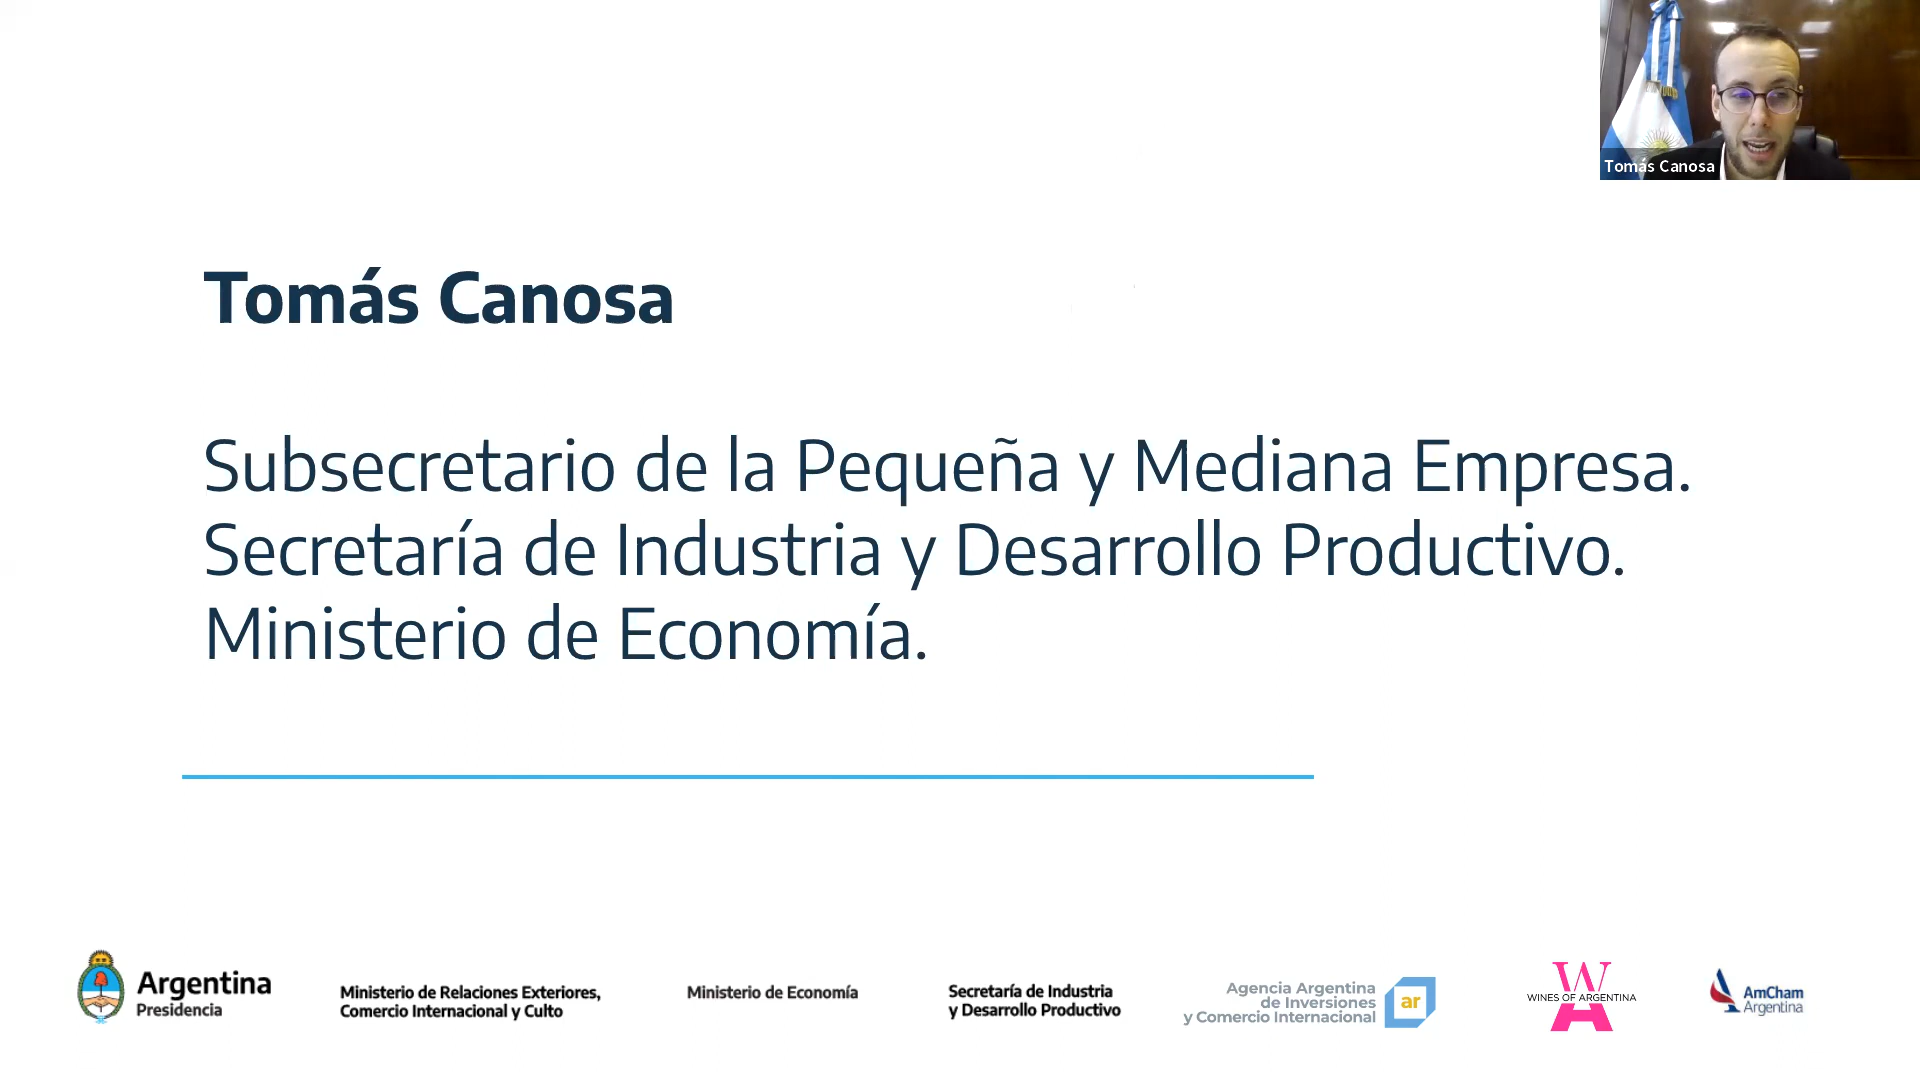 Tomás Canosa
Tomás Canosa
Subsecretario de la Pequeña y Mediana Empresa.
Secretaría de Industria y Desarrollo Productivo.
Ministerio de Economía.
Argentina
Presidencia
Ministerio de Relaciones Exteriores,
Comercio Internacional y Culto
Ministerio de Economía
Secretaría de Industria
y Desarrollo Productivo
Agencia Argentina
de Inversiones
y Comercio Internacional
ar
WA
WINES OF ARGENTINA
AmCham
Argentina